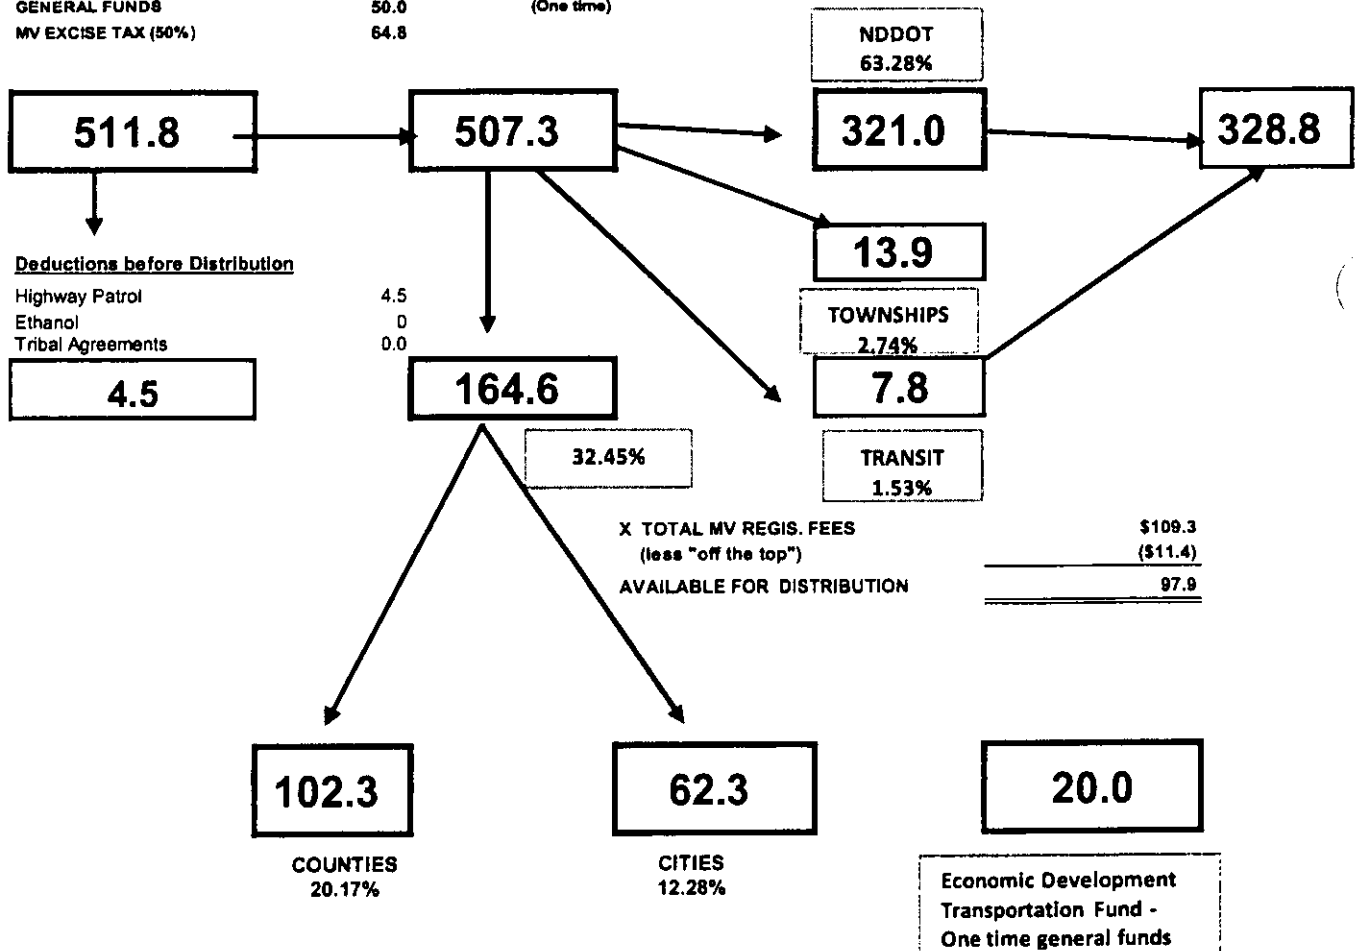 GENERAL FUNDS 50.0 (One time)
MV EXCISE TAX (50%) 64.8
NDDOT
63.28%
511.8 507.3 321.0 328.8
13.9
Deductions before Distribution
Highway Patrol 4.5
Ethanol 0
Tribal Agreements 0.0
TOWNSHIPS
2.74%
4.5 164.6 7.8
32.45%
TRANSIT
1.53%
X TOTAL MV REGIS. FEES $109.3
(less "off the top") ($11.4)
AVAILABLE FOR DISTRIBUTION 97.9
102.3 62.3 20.0
COUNTIES
20.17%
CITIES
12.28%
Economic Development
Transportation Fund -
One time general funds